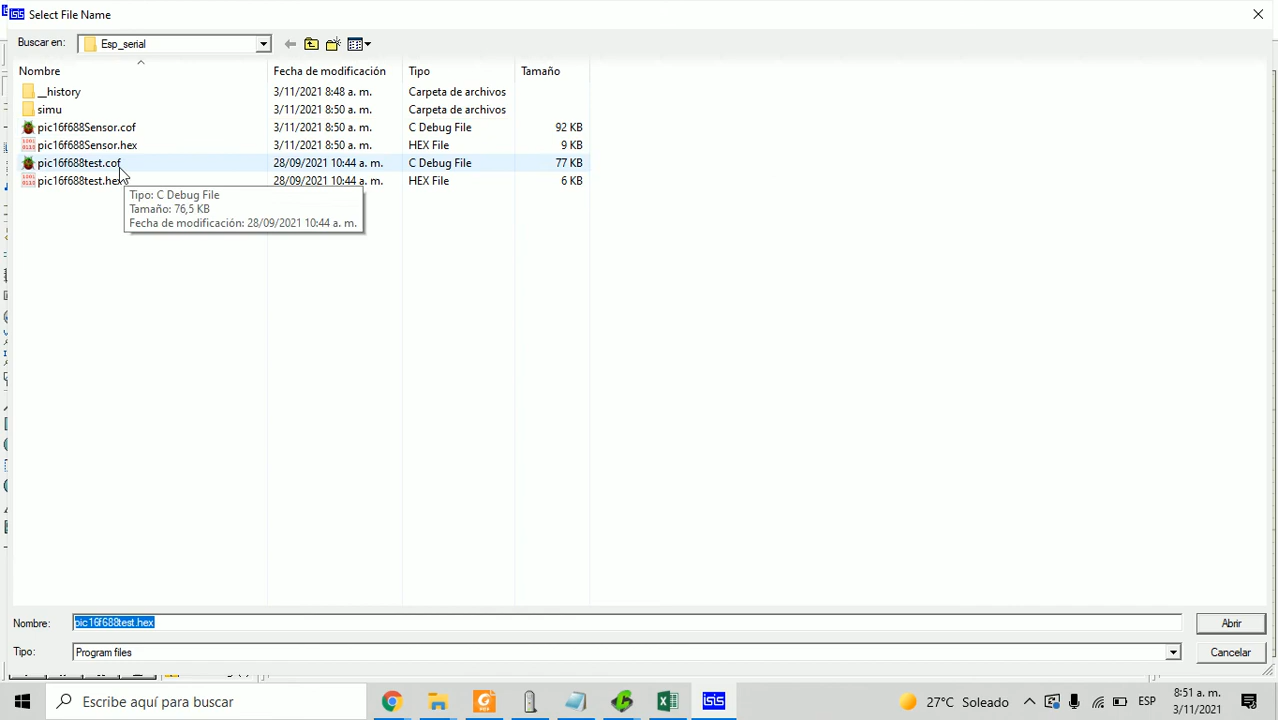 isis Select File Name
Buscar en: Esp_serial
Nombre Fecha de modificación Tipo Tamaño
__history 3/11/2021 8:48 a. m. Carpeta de archivos
simu 3/11/2021 8:50 a. m. Carpeta de archivos
pic16f688Sensor.cof 3/11/2021 8:50 a. m. C Debug File 92 KB
pic16f688Sensor.hex 3/11/2021 8:50 a. m. HEX File 9 KB
pic16f688test.cof 28/09/2021 10:44 a. m. C Debug File 77 KB
pic16f688test.hex 28/09/2021 10:44 a. m. HEX File 6 KB
Tipo: C Debug File
Tamaño: 76,5 KB
Fecha de modificación: 28/09/2021 10:44 a. m.
Nombre: pic16f688test.hex Abrir
Tipo: Program files Cancelar
Escribe aquí para buscar isis 27°C Soleado ESP 8:51 a. m.
3/11/2021